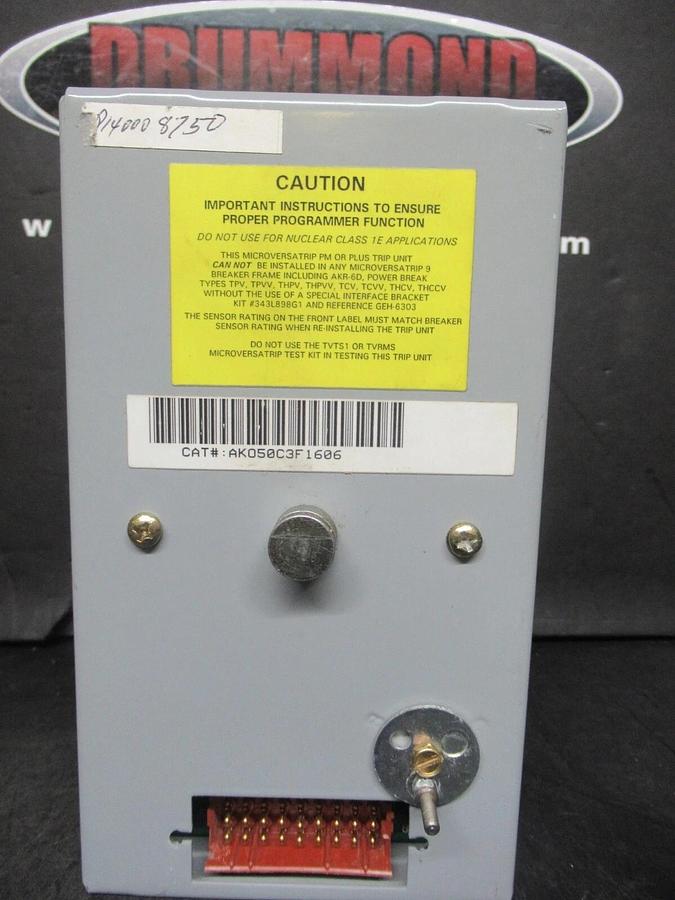 DRUMMOND
w m
P140008750
CAUTION
IMPORTANT INSTRUCTIONS TO ENSURE
PROPER PROGRAMMER FUNCTION
DO NOT USE FOR NUCLEAR CLASS 1E APPLICATIONS
THIS MICROVERSATRIP PM OR PLUS TRIP UNIT
CAN NOT BE INSTALLED IN ANY MICROVERSATRIP 9
BREAKER FRAME INCLUDING AKR-6D, POWER BREAK
TYPES TPV, TPVV, THPV, THPVV, TCV, TCVV, THCV, THCCV
WITHOUT THE USE OF A SPECIAL INTERFACE BRACKET
KIT #343L898G1 AND REFERENCE GEH-6303
THE SENSOR RATING ON THE FRONT LABEL MUST MATCH BREAKER
SENSOR RATING WHEN RE-INSTALLING THE TRIP UNIT
DO NOT USE THE TVTS1 OR TVRMS
MICROVERSATRIP TEST KIT IN TESTING THIS TRIP UNIT
CAT#:AKO50C3F1606